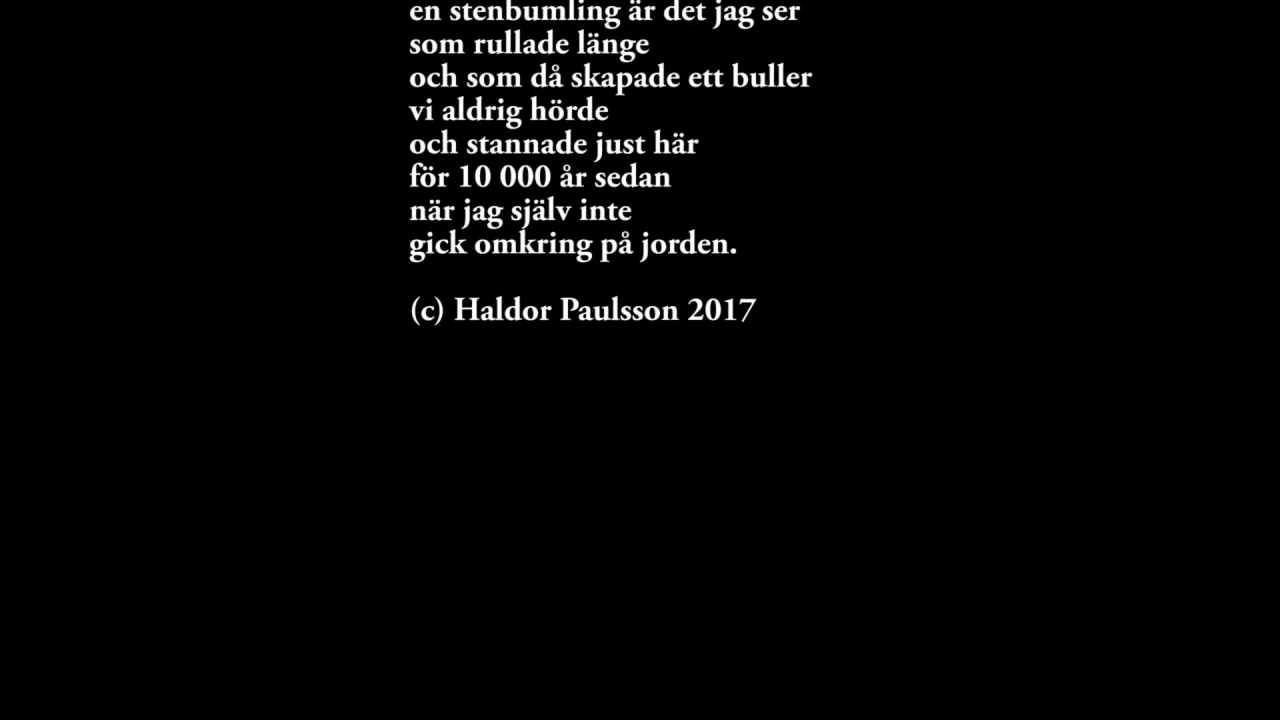 en stenbumling är det jag ser
som rullade länge
och som då skapade ett buller
vi aldrig hörde
och stannade just här
för 10 000 år sedan
när jag själv inte
gick omkring på jorden.
(c) Haldor Paulsson 2017